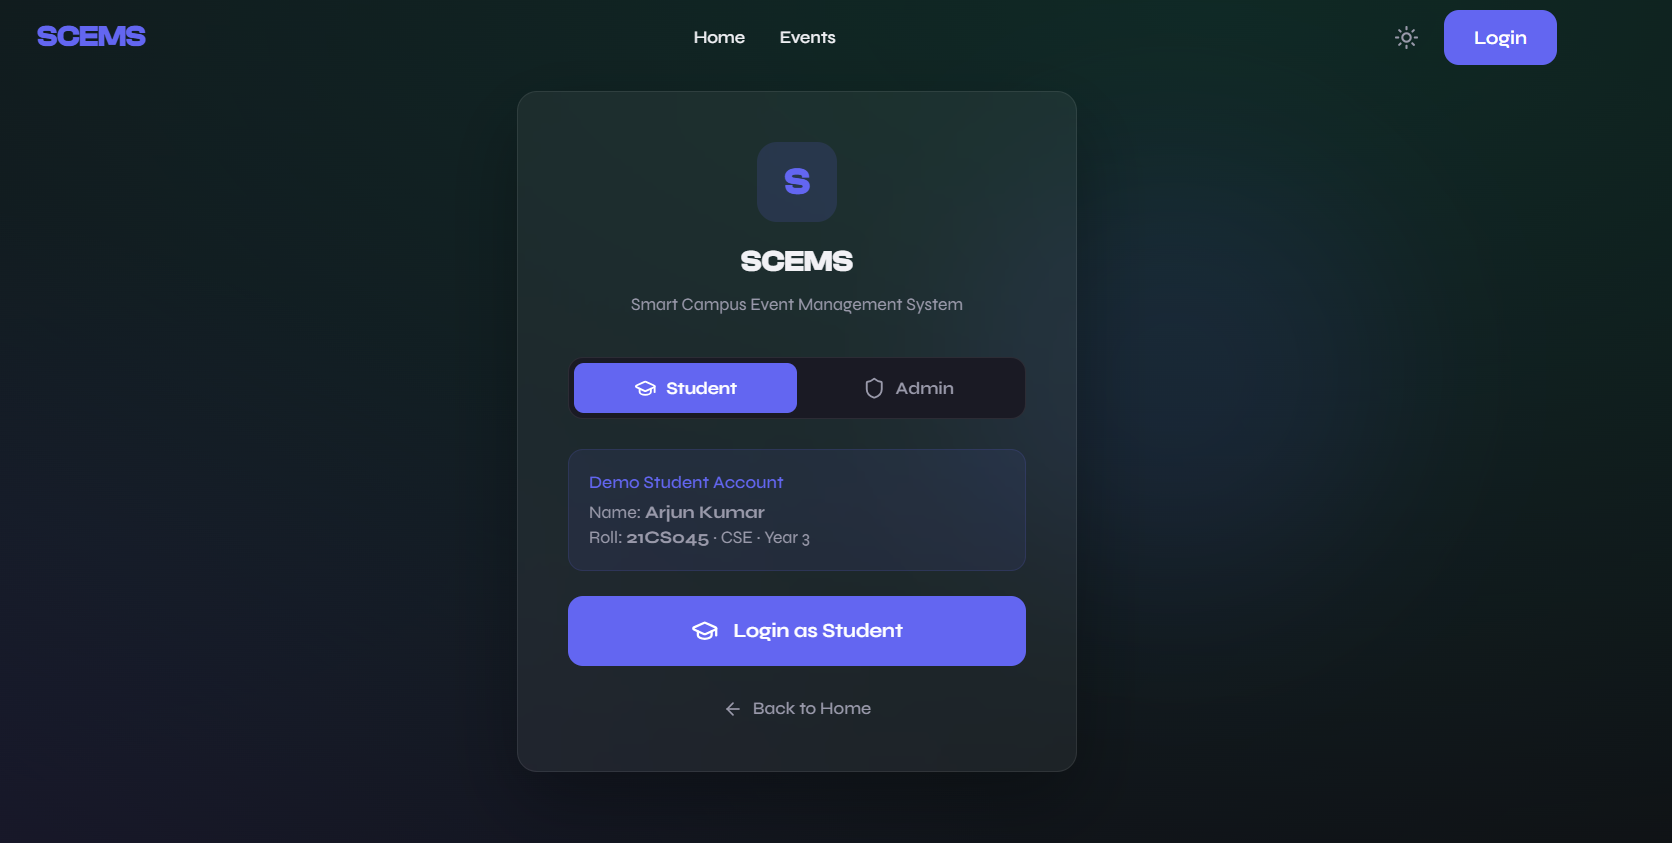 SCEMS
Home
Events
Login
S
SCEMS
Smart Campus Event Management System
Student
Admin
Demo Student Account
Name: Arjun Kumar
Roll: 21CS045 · CSE · Year 3
Login as Student
Back to Home